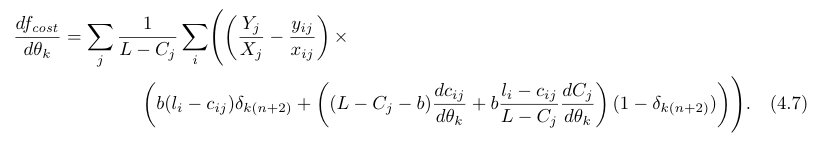 \frac{df_{cost}}{d\theta_k} = \sum_j \frac{1}{L - C_j} \sum_i \Bigg( \left( \frac{Y_j}{X_j} - \frac{y_{ij}}{x_{ij}} \right) \times
\left( b(l_i - c_{ij})\delta_{k(n+2)} + \left( (L - C_j - b)\frac{dc_{ij}}{d\theta_k} + b\frac{l_i - c_{ij}}{L - C_j}\frac{dC_j}{d\theta_k} \right) (1 - \delta_{k(n+2)}) \right) \Bigg). (4.7)